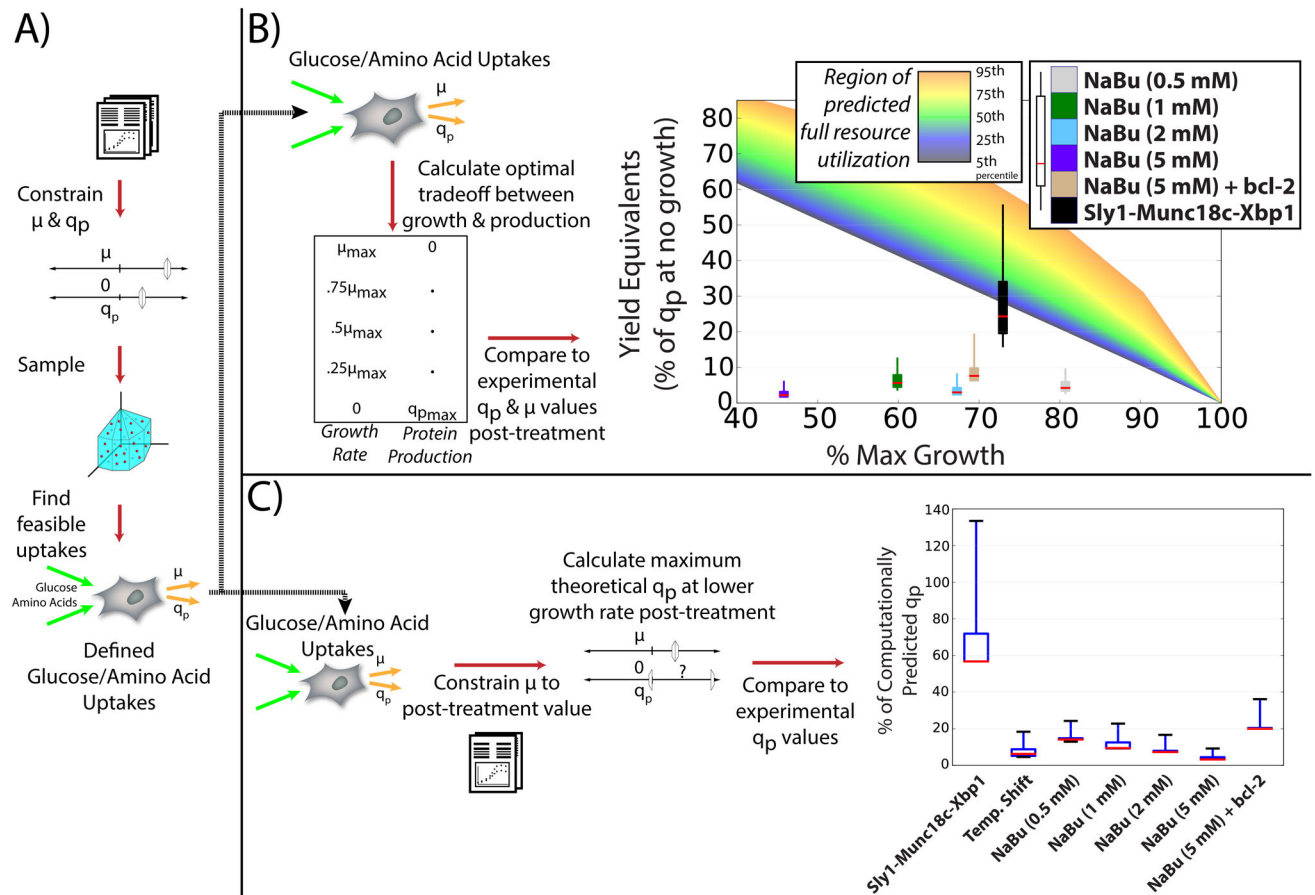 A)
Constrain
μ & qp
μ
0
qp
Sample
Find
feasible
uptakes
Glucose
Amino Acids
μ
qp
Defined
Glucose/Amino Acid
Uptakes
B)
Glucose/Amino Acid Uptakes
μ
qp
Calculate optimal
tradeoff between
growth & production
μmax 0
.75μmax .
.5μmax .
.25μmax .
0 qpmax
Growth Protein
Rate Production
Compare to
experimental
qp & μ values
post-treatment
Yield Equivalents
(% of qp at no growth)
80
70
60
50
40
30
20
10
0
40 50 60 70 80 90 100
% Max Growth
Region of
predicted
full resource
utilization
95th
75th
50th
25th
5th
percentile
NaBu (0.5 mM)
NaBu (1 mM)
NaBu (2 mM)
NaBu (5 mM)
NaBu (5 mM) + bcl-2
Sly1-Munc18c-Xbp1
C)
Glucose/Amino Acid
Uptakes
μ
qp
Constrain μ to
post-treatment value
Calculate maximum
theoretical qp at lower
growth rate post-treatment
μ
0
?
qp
Compare to
experimental
qp values
% of Computationally
Predicted qp
140
120
100
80
60
40
20
0
Sly1-Munc18c-Xbp1
Temp. Shift
NaBu (0.5 mM)
NaBu (1 mM)
NaBu (2 mM)
NaBu (5 mM)
NaBu (5 mM) + bcl-2